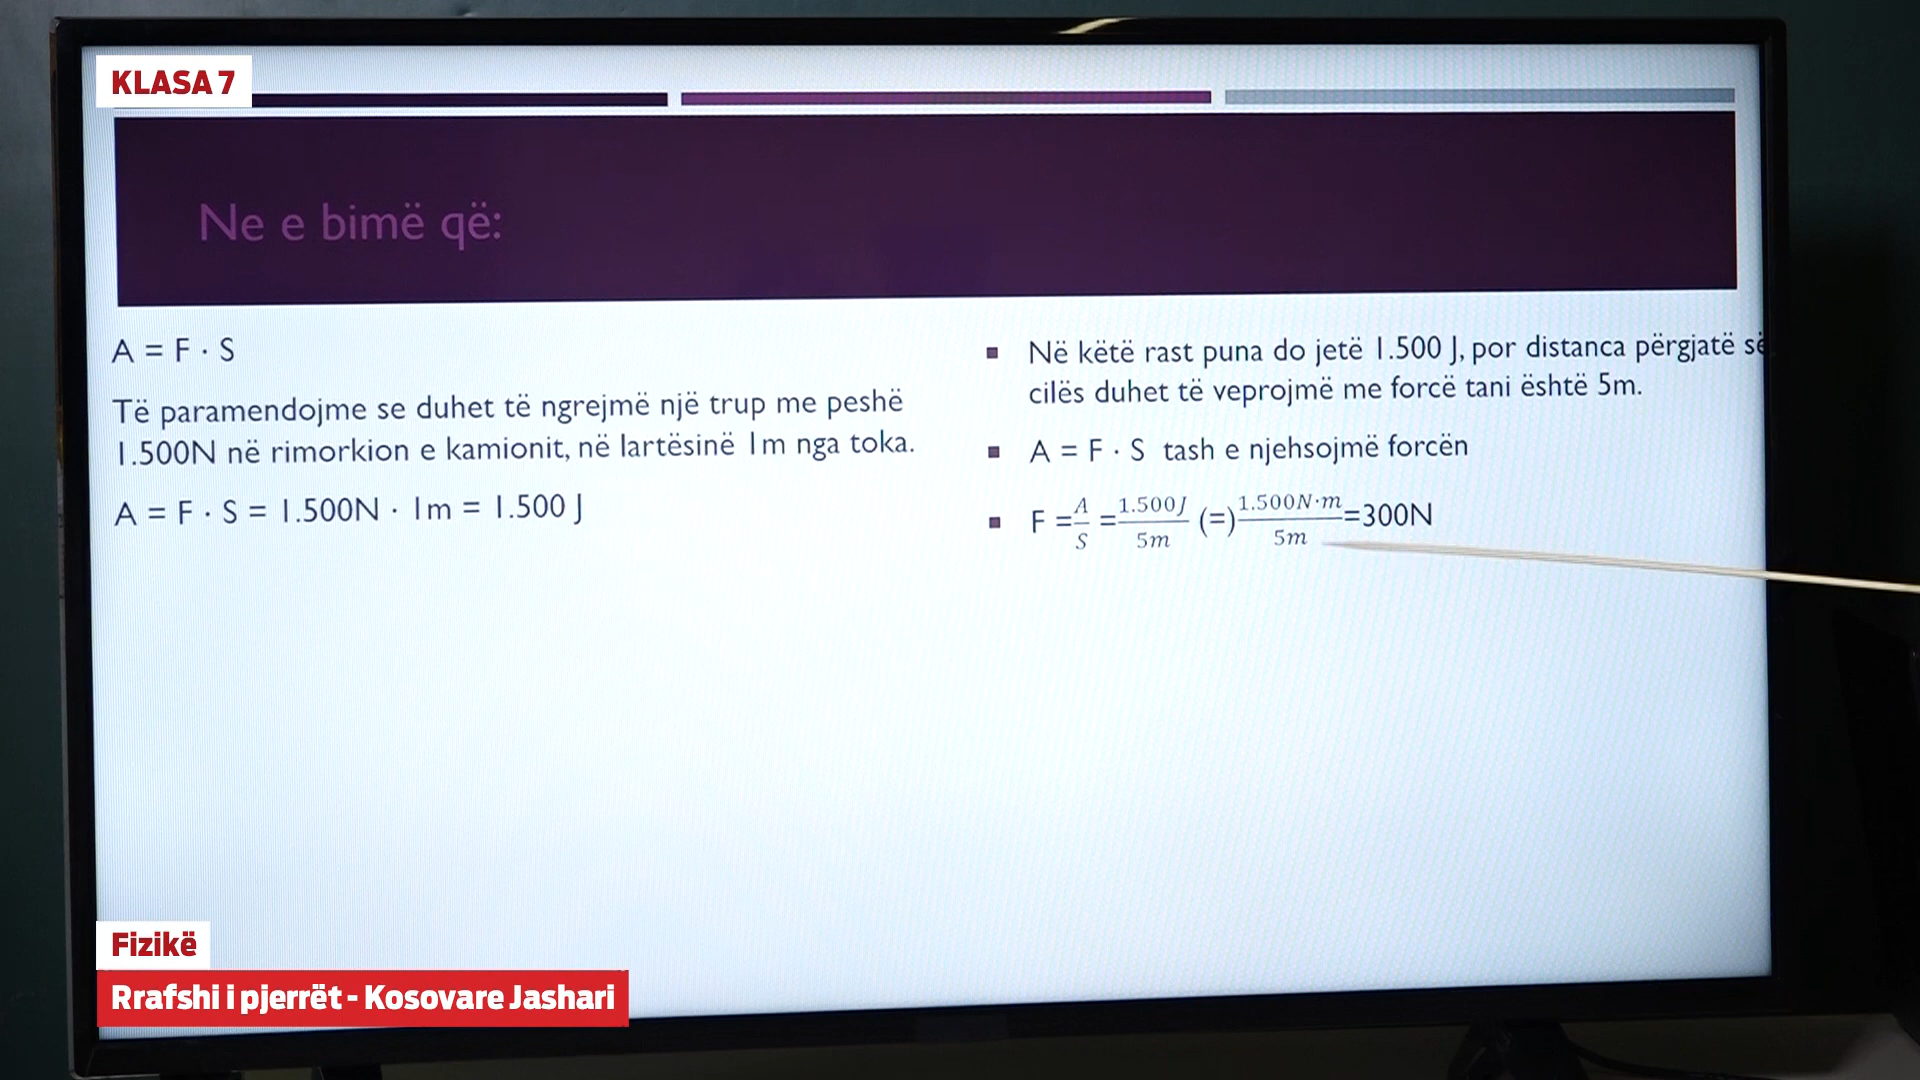 KLASA 7
Ne e bimë që:
A = F · S
Të paramendojme se duhet të ngrejmë një trup me peshë
1.500N në rimorkion e kamionit, në lartësinë 1m nga toka.
A = F · S = 1.500N · 1m = 1.500 J
▪ Në këtë rast puna do jetë 1.500 J, por distanca përgjatë së
cilës duhet të veprojmë me forcë tani është 5m.
▪ A = F · S tash e njehsojmë forcën
▪ F =A/S =1.500J/5m (=)1.500N·m/5m=300N
Fizikë
Rrafshi i pjerrët - Kosovare Jashari